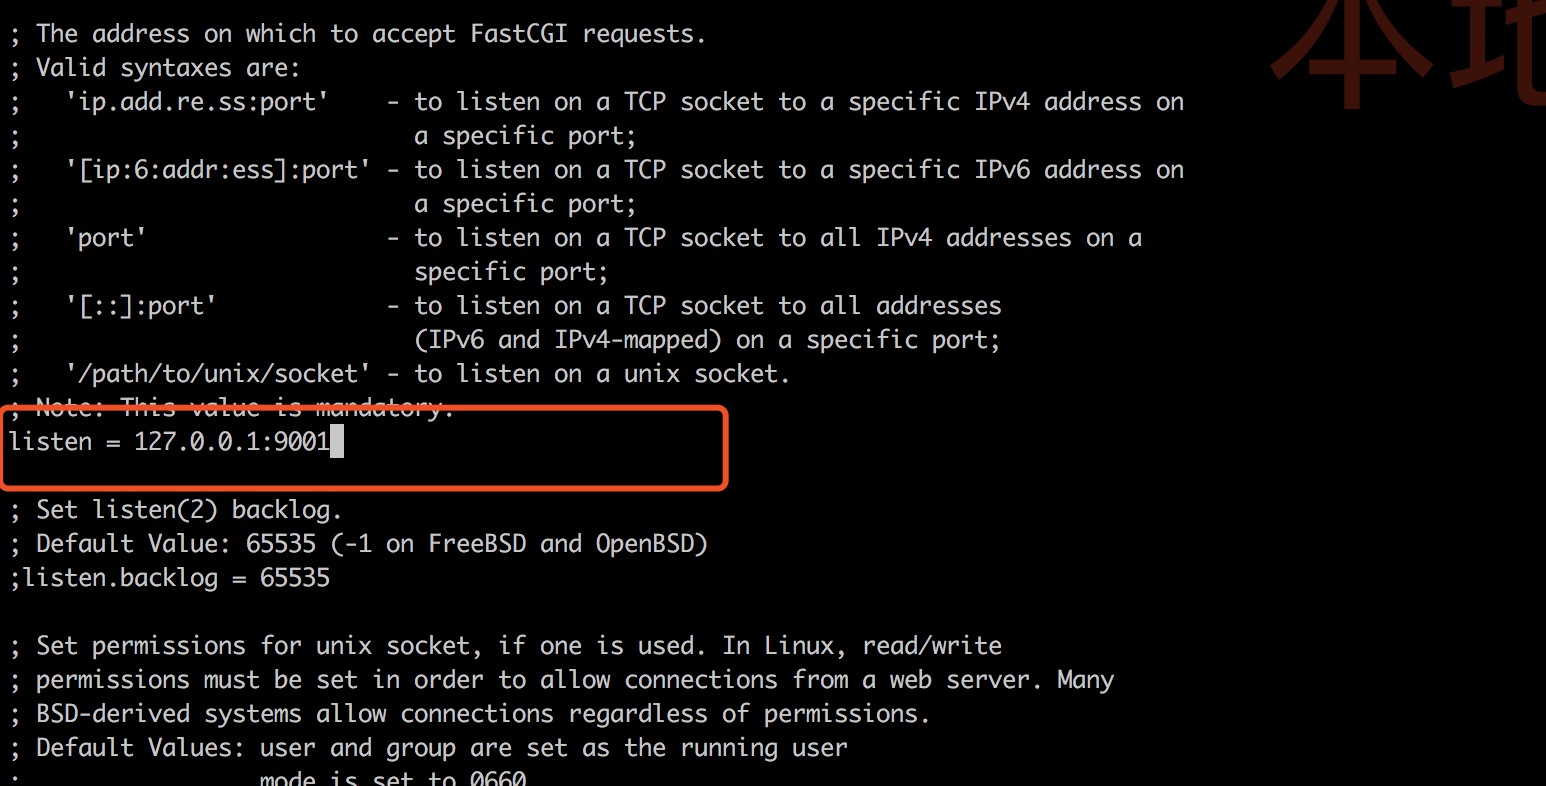 ; The address on which to accept FastCGI requests.
; Valid syntaxes are:
;   'ip.add.re.ss:port'    - to listen on a TCP socket to a specific IPv4 address on
;                            a specific port;
;   '[ip:6:addr:ess]:port' - to listen on a TCP socket to a specific IPv6 address on
;                            a specific port;
;   'port'                 - to listen on a TCP socket to all IPv4 addresses on a
;                            specific port;
;   '[::]:port'            - to listen on a TCP socket to all addresses
;                            (IPv6 and IPv4-mapped) on a specific port;
;   '/path/to/unix/socket' - to listen on a unix socket.
; Note: This value is mandatory.
listen = 127.0.0.1:9001

; Set listen(2) backlog.
; Default Value: 65535 (-1 on FreeBSD and OpenBSD)
;listen.backlog = 65535

; Set permissions for unix socket, if one is used. In Linux, read/write
; permissions must be set in order to allow connections from a web server. Many
; BSD-derived systems allow connections regardless of permissions.
; Default Values: user and group are set as the running user
;                 mode is set to 0660
本地